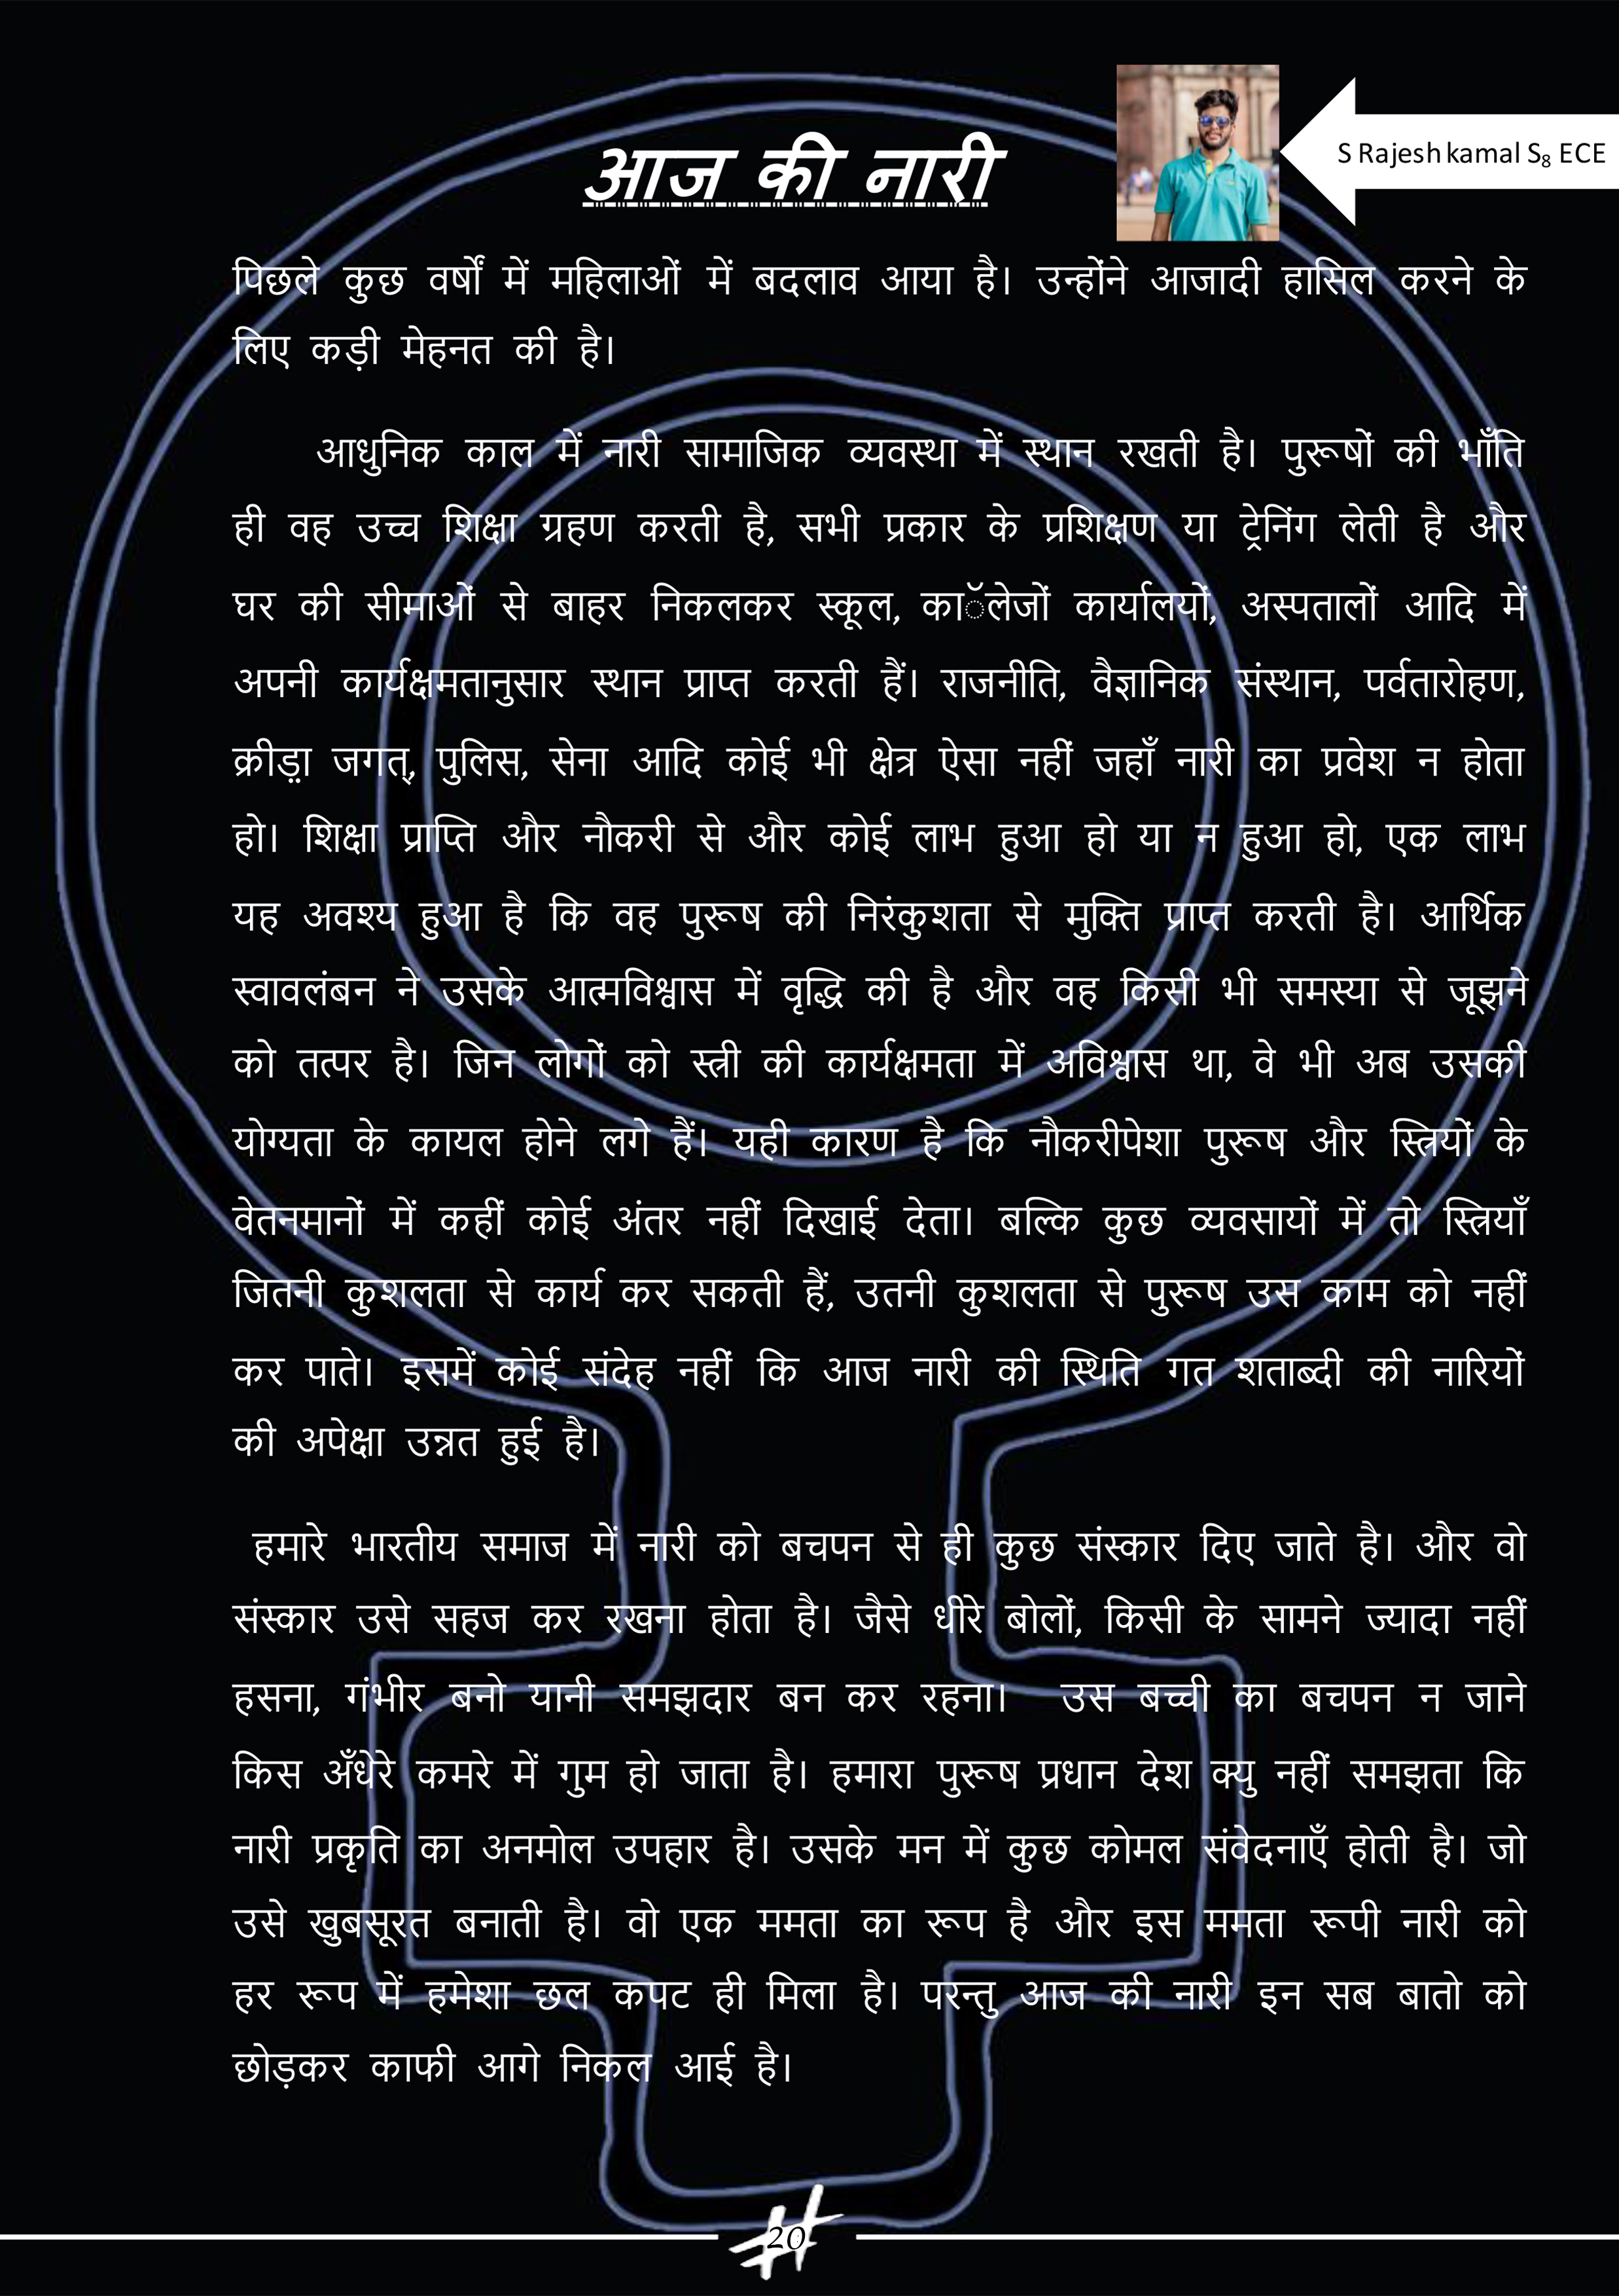 S Rajesh kamal S₈ ECE
आज की नारी
पिछले कुछ वर्षों में महिलाओं में बदलाव आया है। उन्होंने आजादी हासिल करने के
लिए कड़ी मेहनत की है।
आधुनिक काल में नारी सामाजिक व्यवस्था में स्थान रखती है। पुरूषों की भाँति
ही वह उच्च शिक्षा ग्रहण करती है, सभी प्रकार के प्रशिक्षण या ट्रेनिंग लेती है और
घर की सीमाओं से बाहर निकलकर स्कूल, काॅलेजों कार्यालयों, अस्पतालों आदि में
अपनी कार्यक्षमतानुसार स्थान प्राप्त करती हैं। राजनीति, वैज्ञानिक संस्थान, पर्वतारोहण,
क्रीड़ा़ जगत्, पुलिस, सेना आदि कोई भी क्षेत्र ऐसा नहीं जहाँ नारी का प्रवेश न होता
हो। शिक्षा प्राप्ति और नौकरी से और कोई लाभ हुआ हो या न हुआ हो, एक लाभ
यह अवश्य हुआ है कि वह पुरूष की निरंकुशता से मुक्ति प्राप्त करती है। आर्थिक
स्वावलंबन ने उसके आत्मविश्वास में वृद्धि की है और वह किसी भी समस्या से जूझने
को तत्पर है। जिन लोगों को स्त्री की कार्यक्षमता में अविश्वास था, वे भी अब उसकी
योग्यता के कायल होने लगे हैं। यही कारण है कि नौकरीपेशा पुरूष और स्त्रियों के
वेतनमानों में कहीं कोई अंतर नहीं दिखाई देता। बल्कि कुछ व्यवसायों में तो स्त्रियाँ
जितनी कुशलता से कार्य कर सकती हैं, उतनी कुशलता से पुरूष उस काम को नहीं
कर पाते। इसमें कोई संदेह नहीं कि आज नारी की स्थिति गत शताब्दी की नारियों
की अपेक्षा उन्नत हुई है।
हमारे भारतीय समाज में नारी को बचपन से ही कुछ संस्कार दिए जाते है। और वो
संस्कार उसे सहज कर रखना होता है। जैसे धीरे बोलों, किसी के सामने ज्यादा नहीं
हसना, गंभीर बनो यानी समझदार बन कर रहना। उस बच्ची का बचपन न जाने
किस अँधेरे कमरे में गुम हो जाता है। हमारा पुरूष प्रधान देश क्यु नहीं समझता कि
नारी प्रकृति का अनमोल उपहार है। उसके मन में कुछ कोमल संवेदनाएँ होती है। जो
उसे खुबसूरत बनाती है। वो एक ममता का रूप है और इस ममता रूपी नारी को
हर रूप में हमेशा छल कपट ही मिला है। परन्तु आज की नारी इन सब बातो को
छोड़कर काफी आगे निकल आई है।
20